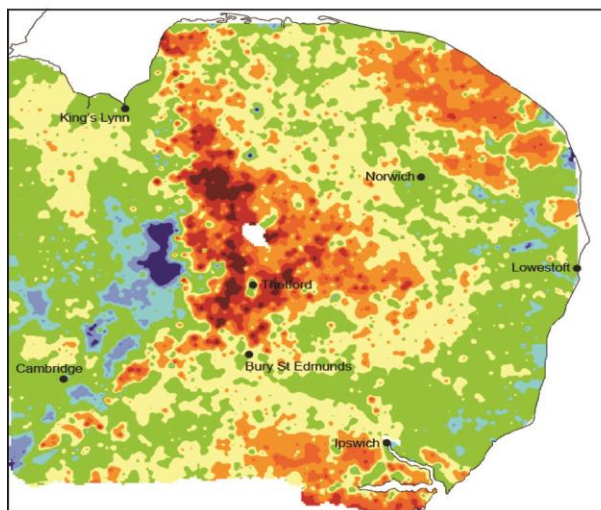 King's Lynn
Norwich
Lowestoft
Thetford
Bury St Edmunds
Cambridge
Ipswich